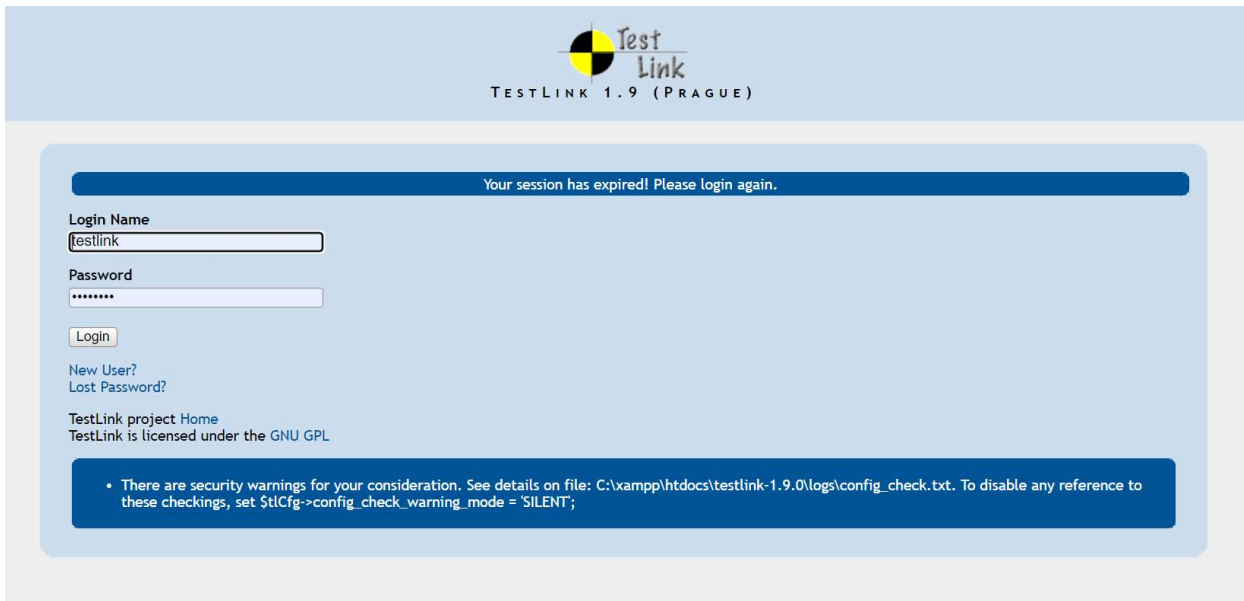 Test
Link
TESTLINK 1.9 (PRAGUE)
Your session has expired! Please login again.
Login Name
testlink
Password
••••••••
Login
New User?
Lost Password?
TestLink project Home
TestLink is licensed under the GNU GPL
• There are security warnings for your consideration. See details on file: C:\xampp\htdocs\testlink-1.9.0\logs\config_check.txt. To disable any reference to
these checkings, set $tlCfg->config_check_warning_mode = 'SILENT';